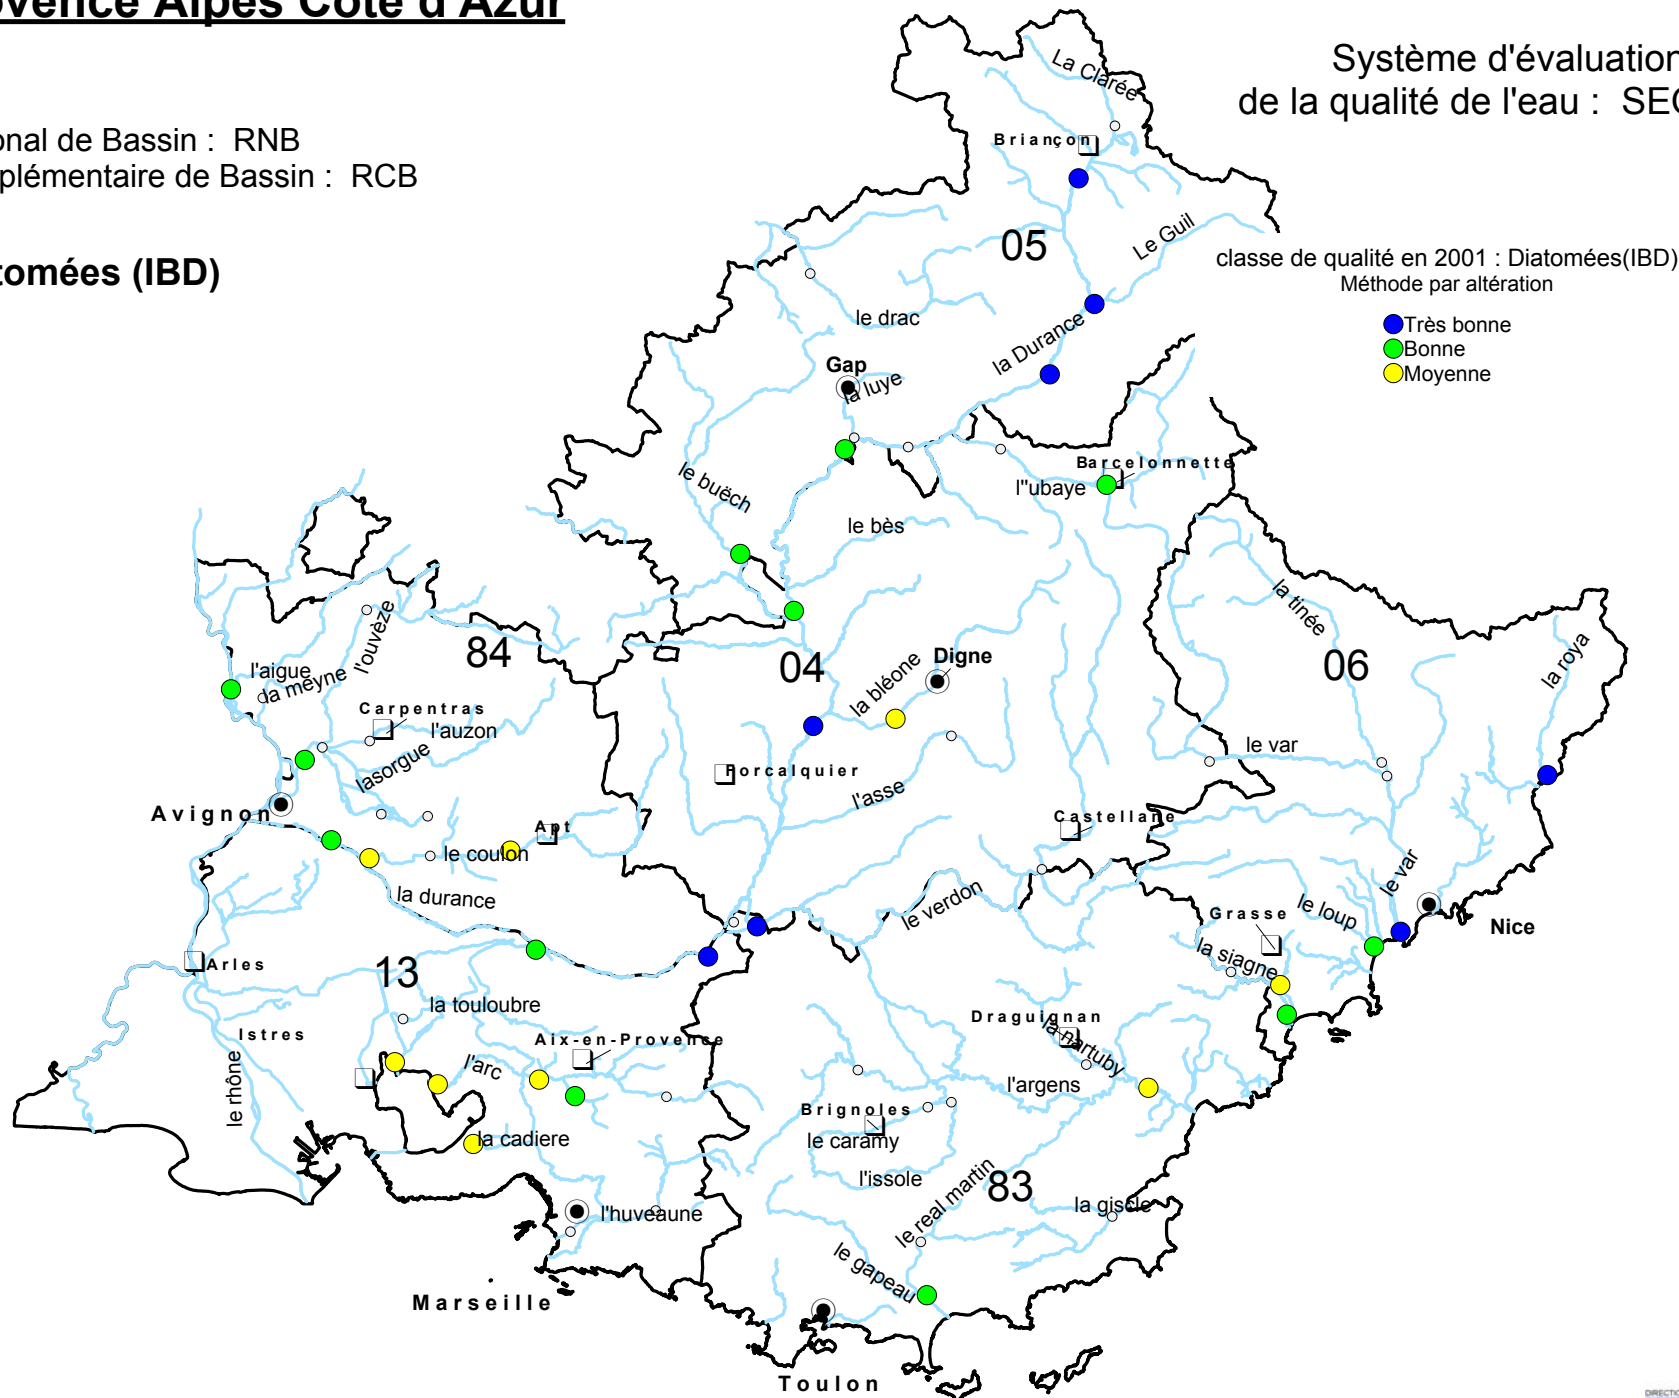 ovence Alpes Côte d'Azur
Système d'évaluation
de la qualité de l'eau : SEQ
onal de Bassin : RNB
plémentaire de Bassin : RCB
tomées (IBD)
classe de qualité en 2001 : Diatomées(IBD)
Méthode par altération
Très bonne
Bonne
Moyenne
La Clarée
Briançon
05
Le Guil
le drac
la Durance
Gap
la luye
Barcelonnette
l''ubaye
le buëch
le bès
la tinée
l'ouvèze
84
04
Digne
06
la roya
l'aigue
la mèyne
la bléone
Carpentras
l'auzon
lasorgue
le var
Forcalquier
l'asse
Avignon
Apt
Castellane
le coulon
la durance
le verdon
le var
le loup
Grasse
Nice
la siagne
Arles
13
la touloubre
Draguignan
la nartuby
Istres
Aix-en-Provence
l'arc
l'argens
le rhône
Brignoles
la cadiere
le caramy
l'issole
le real martin
83
la giscle
l'huveaune
le gapeau
Marseille
Toulon